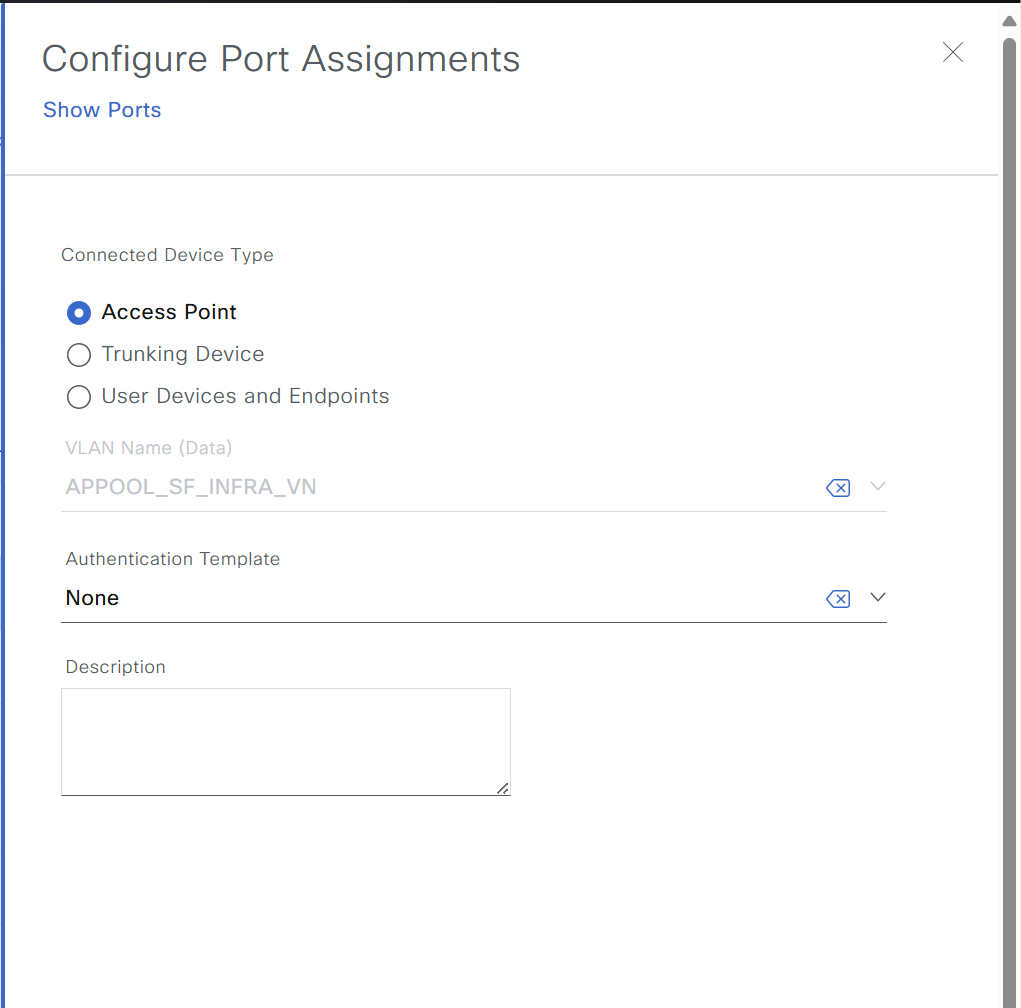 Configure Port Assignments
Show Ports
Connected Device Type
Access Point
Trunking Device
User Devices and Endpoints
VLAN Name (Data)
APPOOL_SF_INFRA_VN
Authentication Template
None
Description